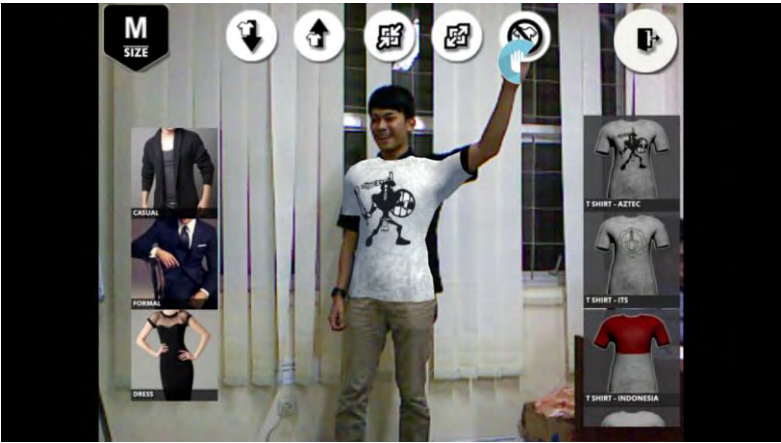 M
SIZE
CASUAL
FORMAL
DRESS
T SHIRT - AZTEC
T SHIRT - ITS
T SHIRT - INDONESIA